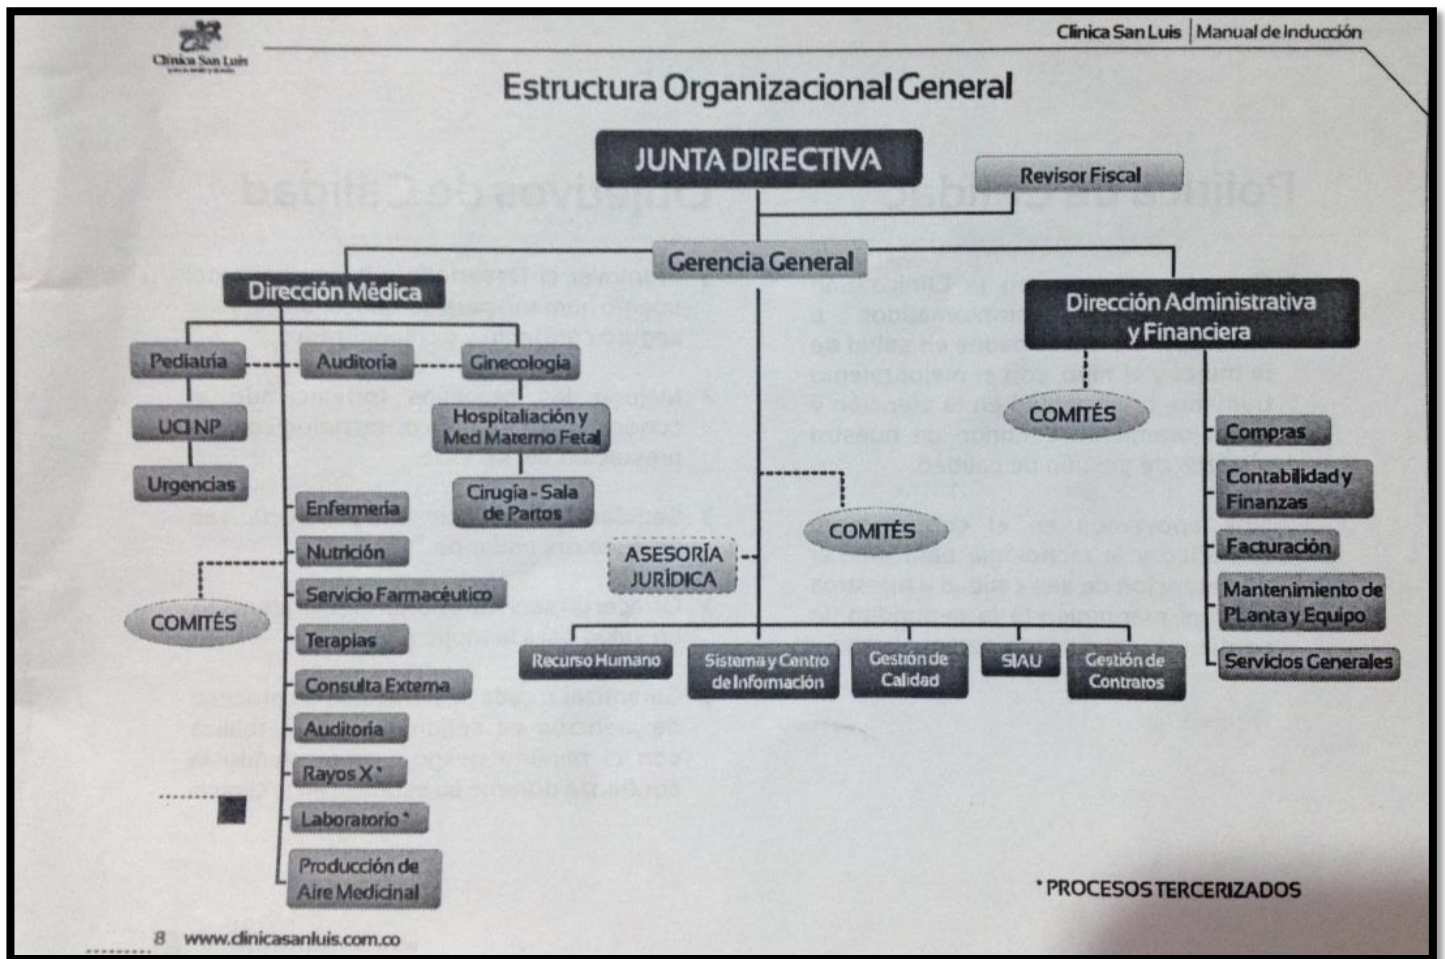 Clínica San Luis
Clinica San Luis | Manual de Inducción
Estructura Organizacional General
JUNTA DIRECTIVA
Revisor Fiscal
Gerencia General
Dirección Médica
Dirección Administrativa
y Financiera
Pediatría
Auditoría
Ginecología
UCI NP
Urgencias
Hospitaliación y
Med Materno Fetal
Cirugía - Sala
de Partos
Enfermería
Nutrición
Servicio Farmacéutico
Terapias
Consulta Externa
Auditoría
Rayos X *
Laboratorio *
Producción de
Aire Medicinal
COMITÉS
ASESORÍA
JURÍDICA
COMITÉS
Recurso Humano
Sistema y Centro
de Información
Gestión de
Calidad
SIAU
Gestión de
Contratos
COMITÉS
Compras
Contabilidad y
Finanzas
Facturación
Mantenimiento de
PLanta y Equipo
Servicios Generales
* PROCESOS TERCERIZADOS
8 www.clinicasanluis.com.co